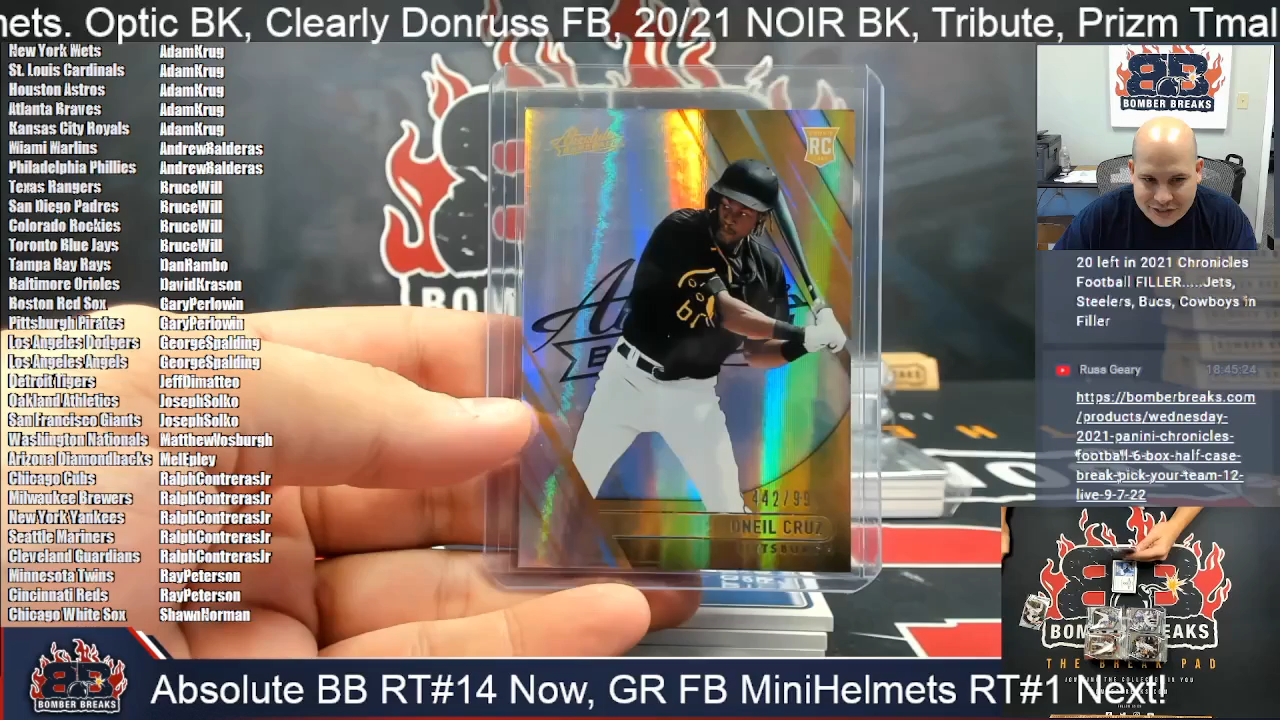 nets. Optic BK, Clearly Donruss FB, 20/21 NOIR BK, Tribute, Prizm Tmal
New York Mets AdamKrug
St. Louis Cardinals AdamKrug
Houston Astros AdamKrug
Atlanta Braves AdamKrug
Kansas City Royals AdamKrug
Miami Marlins AndrewBalderas
Philadelphia Phillies AndrewBalderas
Texas Rangers BruceWill
San Diego Padres BruceWill
Colorado Rockies BruceWill
Toronto Blue Jays BruceWill
Tampa Bay Rays DanRambo
Baltimore Orioles DavidKrason
Boston Red Sox GaryPerlowin
Pittsburgh Pirates GaryPerlowin
Los Angeles Dodgers GeorgeSpalding
Los Angeles Angels GeorgeSpalding
Detroit Tigers JeffDimatteo
Oakland Athletics JosephSolko
San Francisco Giants JosephSolko
Washington Nationals MatthewVosburgh
Arizona Diamondbacks MelEpley
Chicago Cubs RalphContrerasJr
Milwaukee Brewers RalphContrerasJr
New York Yankees RalphContrerasJr
Seattle Mariners RalphContrerasJr
Cleveland Guardians RalphContrerasJr
Minnesota Twins RayPeterson
Cincinnati Reds RayPeterson
Chicago White Sox ShawnNorman
Absolute
RC
442/99
ONEIL CRUZ
BOMBER BREAKS
20 left in 2021 Chronicles
Football FILLER.....Jets,
Steelers, Bucs, Cowboys in
Filler
Russ Geary 18:45:24
https://bomberbreaks.com
/products/wednesday-
2021-panini-chronicles-
football-6-box-half-case-
break-pick-your-team-12-
live-9-7-22
THE BREAK PAD
BOMBER BREAKS
Absolute BB RT#14 Now, GR FB MiniHelmets RT#1 Next!